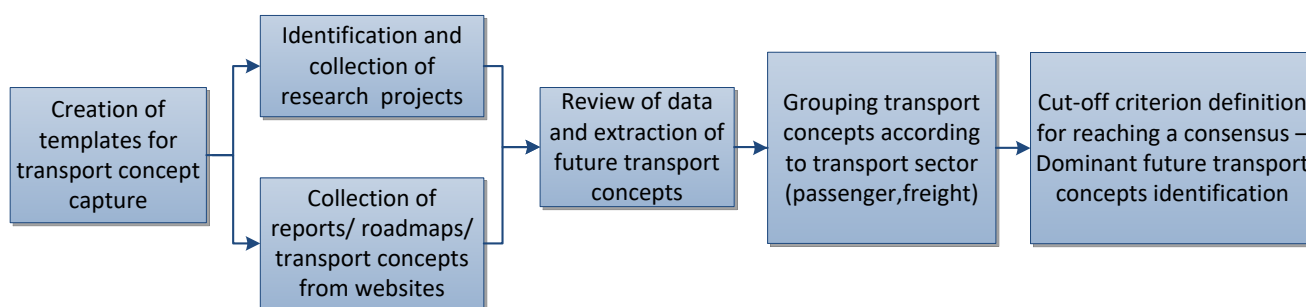 Creation of
templates for
transport concept
capture
Identification and
collection of
research projects
Collection of
reports/ roadmaps/
transport concepts
from websites
Review of data
and extraction of
future transport
concepts
Grouping transport
concepts according
to transport sector
(passenger,freight)
Cut-off criterion definition
for reaching a consensus –
Dominant future transport
concepts identification